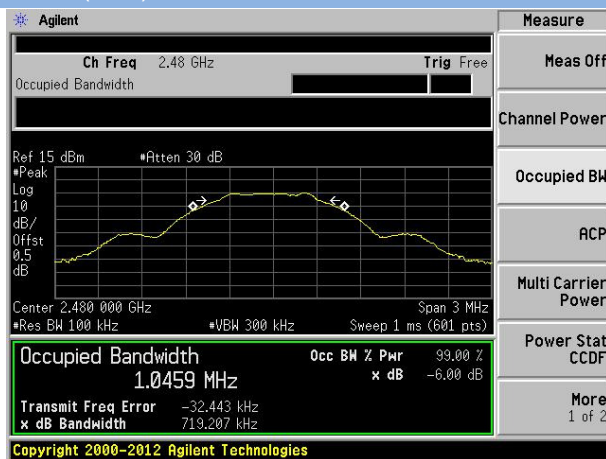 Agilent
Measure
Ch Freq 2.48 GHz Trig Free
Occupied Bandwidth
Meas Off
Channel Power
Ref 15 dBm #Atten 30 dB
#Peak
Log
10
dB/
Offst
0.5
dB
Occupied BW
ACP
Multi Carrier
Power
Center 2.480 000 GHz Span 3 MHz
#Res BW 100 kHz #VBW 300 kHz Sweep 1 ms (601 pts)
Power Stat
CCDF
Occupied Bandwidth Occ BW % Pwr 99.00 %
1.0459 MHz x dB -6.00 dB
Transmit Freq Error -32.443 kHz
x dB Bandwidth 719.207 kHz
More
1 of 2
Copyright 2000-2012 Agilent Technologies